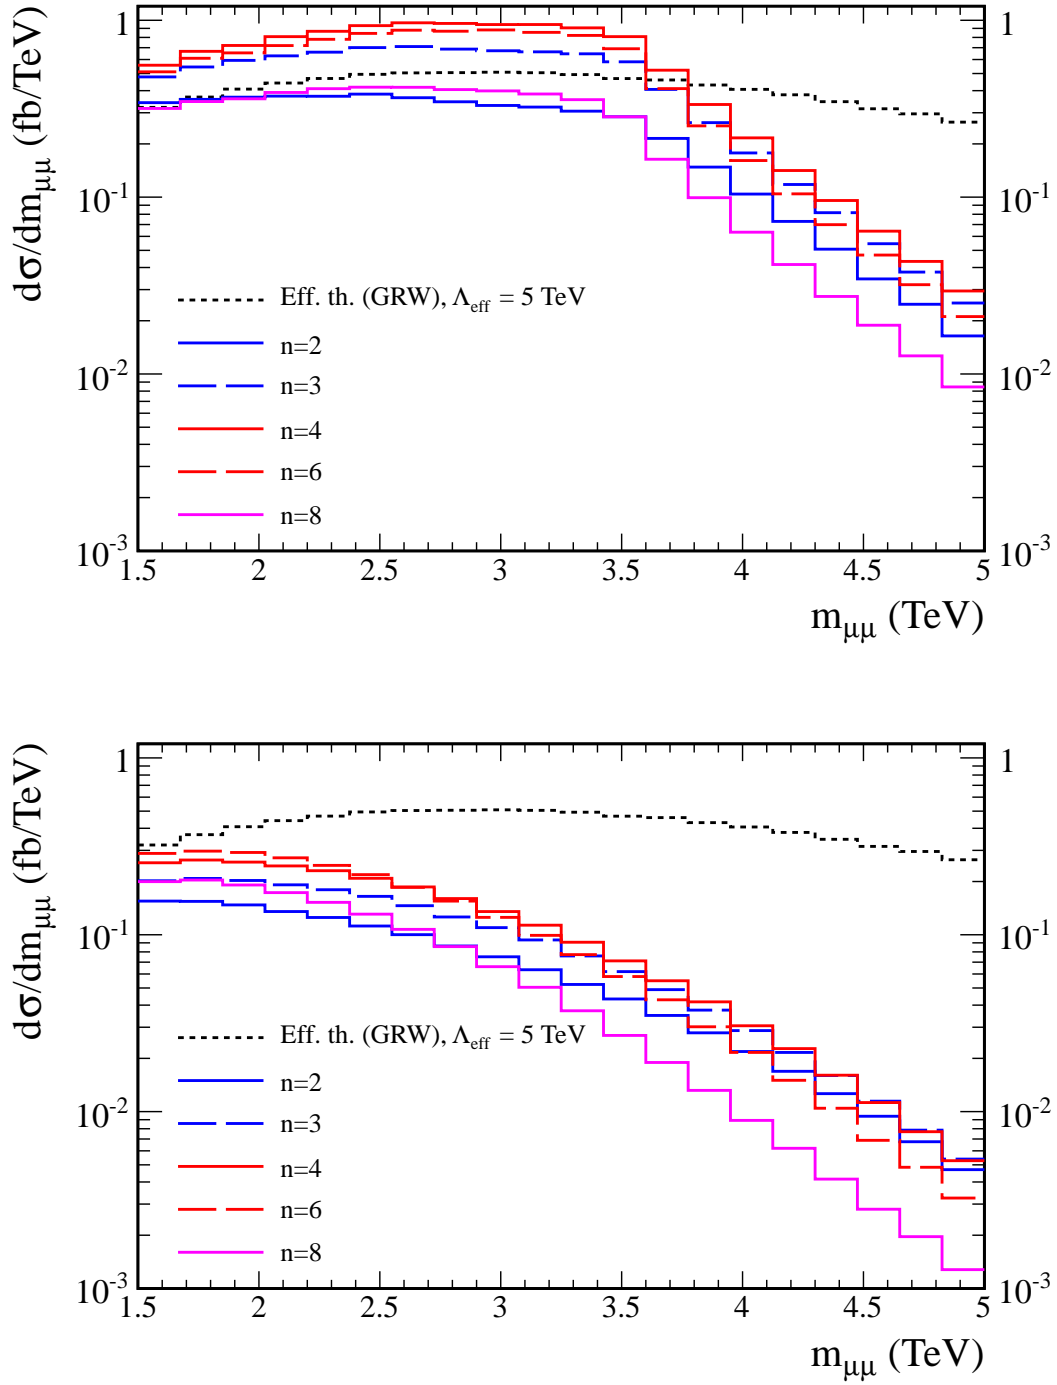 dσ/dm_μμ (fb/TeV)
1
1
10^-1
10^-1
Eff. th. (GRW), Λ_eff = 5 TeV
n=2
10^-2
10^-2
n=3
n=4
n=6
n=8
10^-3
10^-3
1.5 2 2.5 3 3.5 4 4.5 5
m_μμ (TeV)
dσ/dm_μμ (fb/TeV)
1
1
10^-1
10^-1
Eff. th. (GRW), Λ_eff = 5 TeV
n=2
10^-2
10^-2
n=3
n=4
n=6
n=8
10^-3
10^-3
1.5 2 2.5 3 3.5 4 4.5 5
m_μμ (TeV)